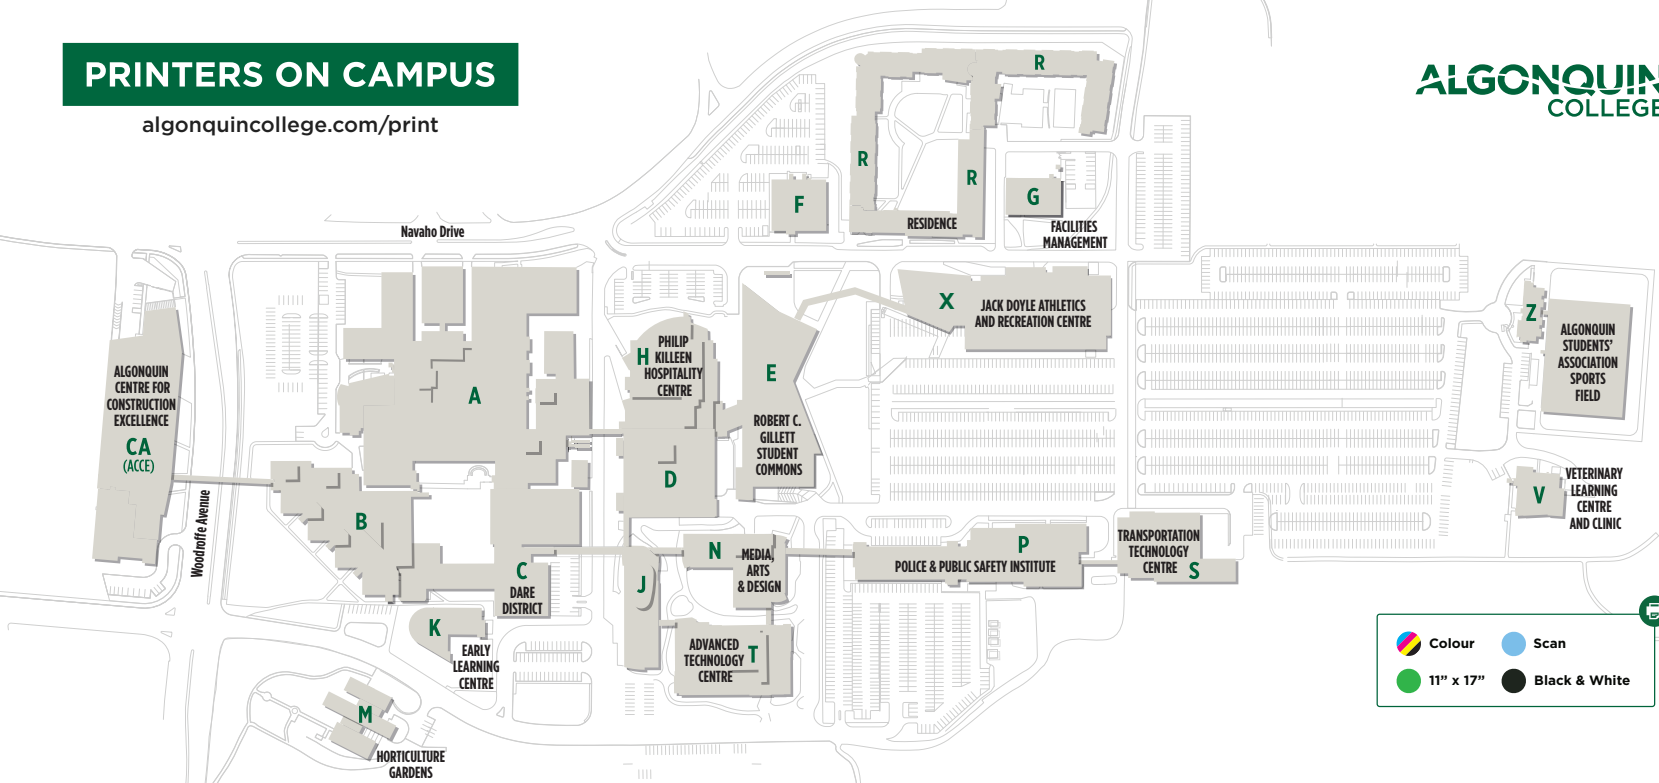 PRINTERS ON CAMPUS
algonquincollege.com/print
ALGONQUIN
COLLEGE
R
R
R
F
G
RESIDENCE
FACILITIES
MANAGEMENT
Navaho Drive
X
JACK DOYLE ATHLETICS
AND RECREATION CENTRE
Z
ALGONQUIN
STUDENTS'
ASSOCIATION
SPORTS
FIELD
ALGONQUIN
CENTRE FOR
CONSTRUCTION
EXCELLENCE
CA
(ACCE)
A
H
PHILIP
KILLEEN
HOSPITALITY
CENTRE
E
ROBERT C.
GILLETT
STUDENT
COMMONS
D
B
Woodroffe Avenue
V
VETERINARY
LEARNING
CENTRE
AND CLINIC
N
MEDIA,
ARTS
& DESIGN
P
POLICE & PUBLIC SAFETY INSTITUTE
TRANSPORTATION
TECHNOLOGY
CENTRE
S
C
DARE
DISTRICT
J
K
EARLY
LEARNING
CENTRE
ADVANCED
TECHNOLOGY
CENTRE
T
M
HORTICULTURE
GARDENS
Colour
Scan
11” x 17”
Black & White